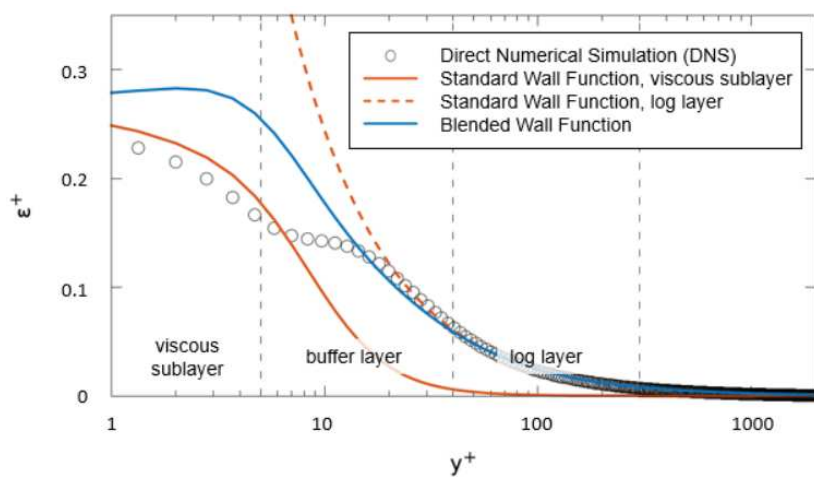 Direct Numerical Simulation (DNS)
Standard Wall Function, viscous sublayer
Standard Wall Function, log layer
Blended Wall Function
0.3
0.2
0.1
0
ε⁺
viscous
sublayer
buffer layer
log layer
1
10
100
1000
y⁺